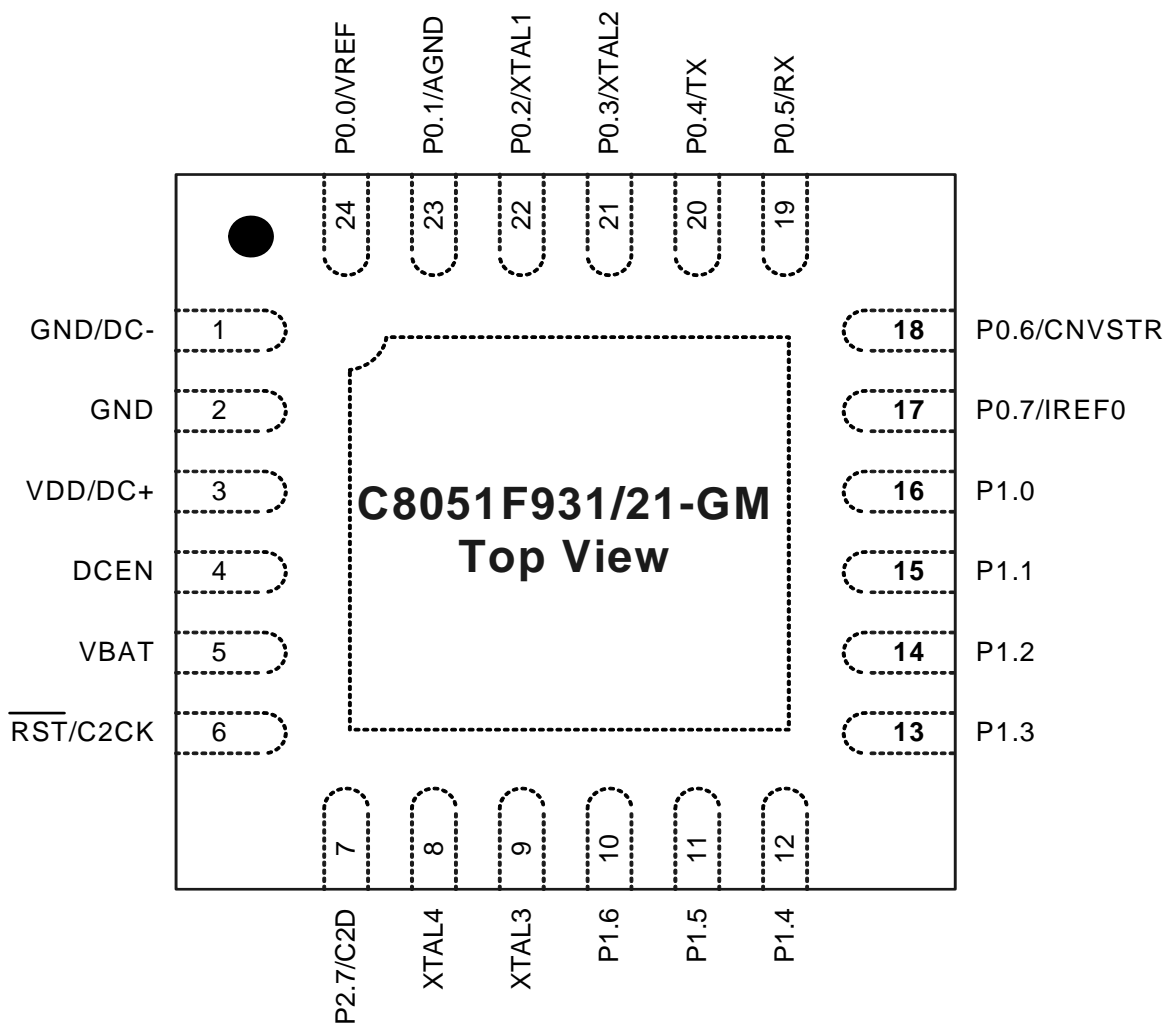 P0.0/VREF
P0.1/AGND
P0.2/XTAL1
P0.3/XTAL2
P0.4/TX
P0.5/RX
24
23
22
21
20
19
GND/DC-
1
18
P0.6/CNVSTR
GND
2
17
P0.7/IREF0
VDD/DC+
3
16
P1.0
DCEN
4
15
P1.1
VBAT
5
14
P1.2
RST/C2CK
6
13
P1.3
C8051F931/21-GM
Top View
7
8
9
10
11
12
P2.7/C2D
XTAL4
XTAL3
P1.6
P1.5
P1.4